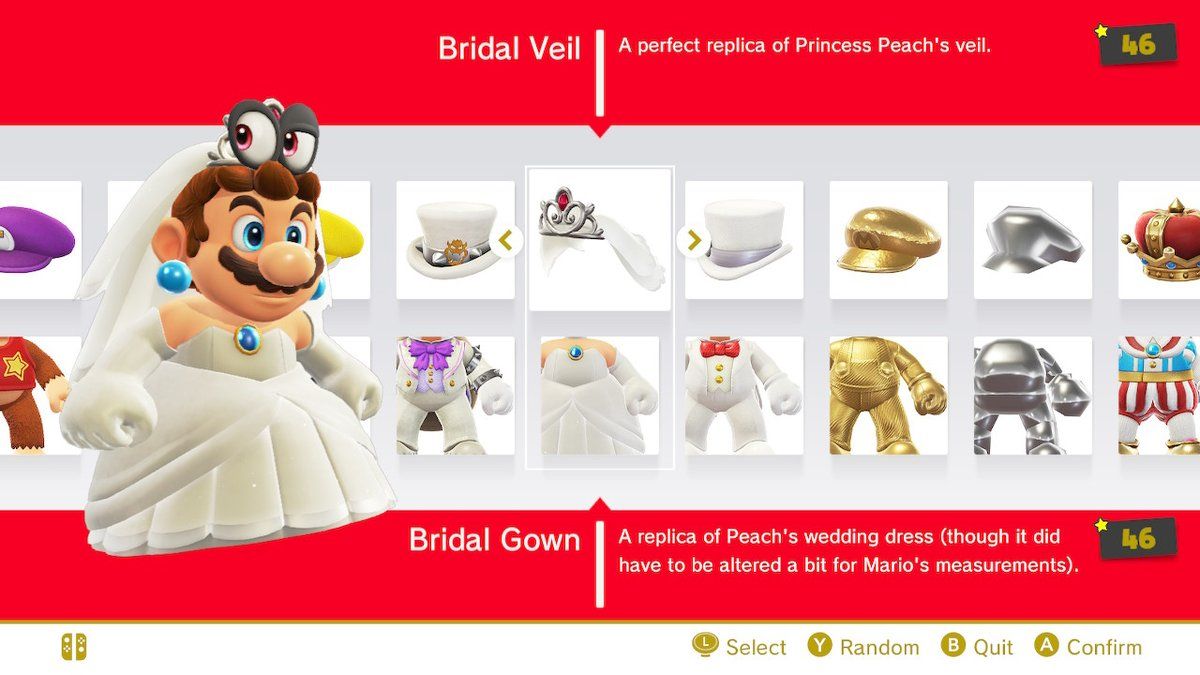 Bridal Veil
A perfect replica of Princess Peach's veil.
46
Bridal Gown
A replica of Peach's wedding dress (though it did
have to be altered a bit for Mario's measurements).
46
L Select Y Random B Quit A Confirm